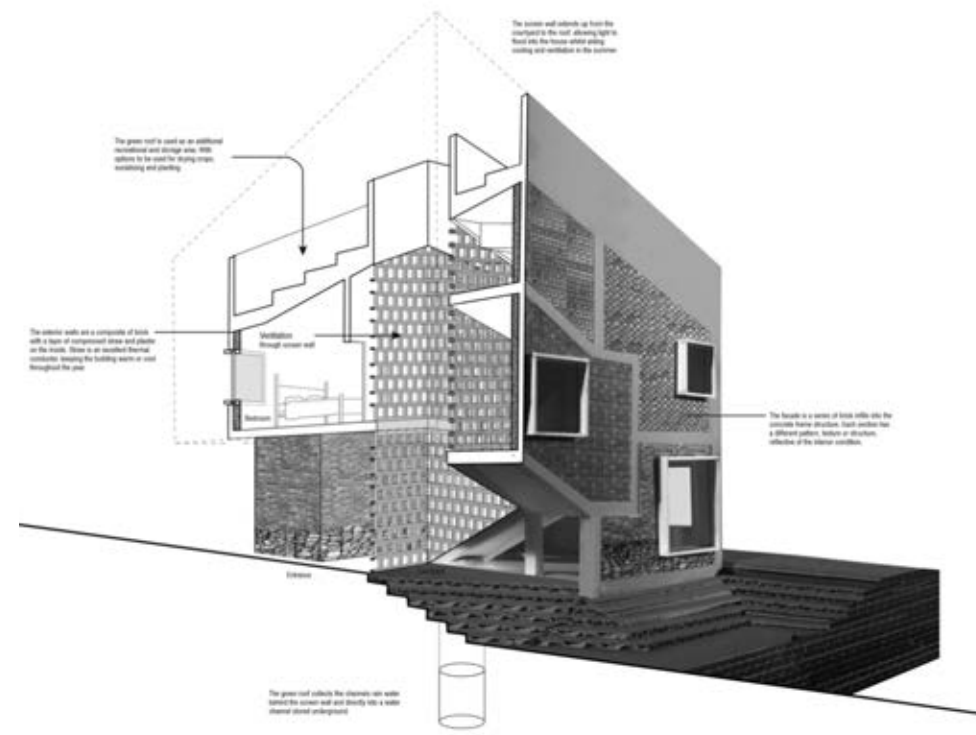 The screen wall extends up from the
courtyard to the roof: allowing light to
flood into the house whilst aiding
cooling and ventilation in the summer
The green roof is used as an additional
recreational and storage area. With
options to be used for drying crops,
socialising and planting.
The exterior walls are a composite of brick
with a layer of compressed straw and plaster
on the inside. Straw is an excellent thermal
conductor keeping the building warm or cool
throughout the year.
Ventilation
through screen wall
Bedroom
The facade is a series of brick infills into the
concrete frame structure. Each section has
a different pattern, texture or structure,
reflective of the interior condition.
Entrance
The green roof collects the channels rain water
behind the screen wall and directly into a water
channel stored underground